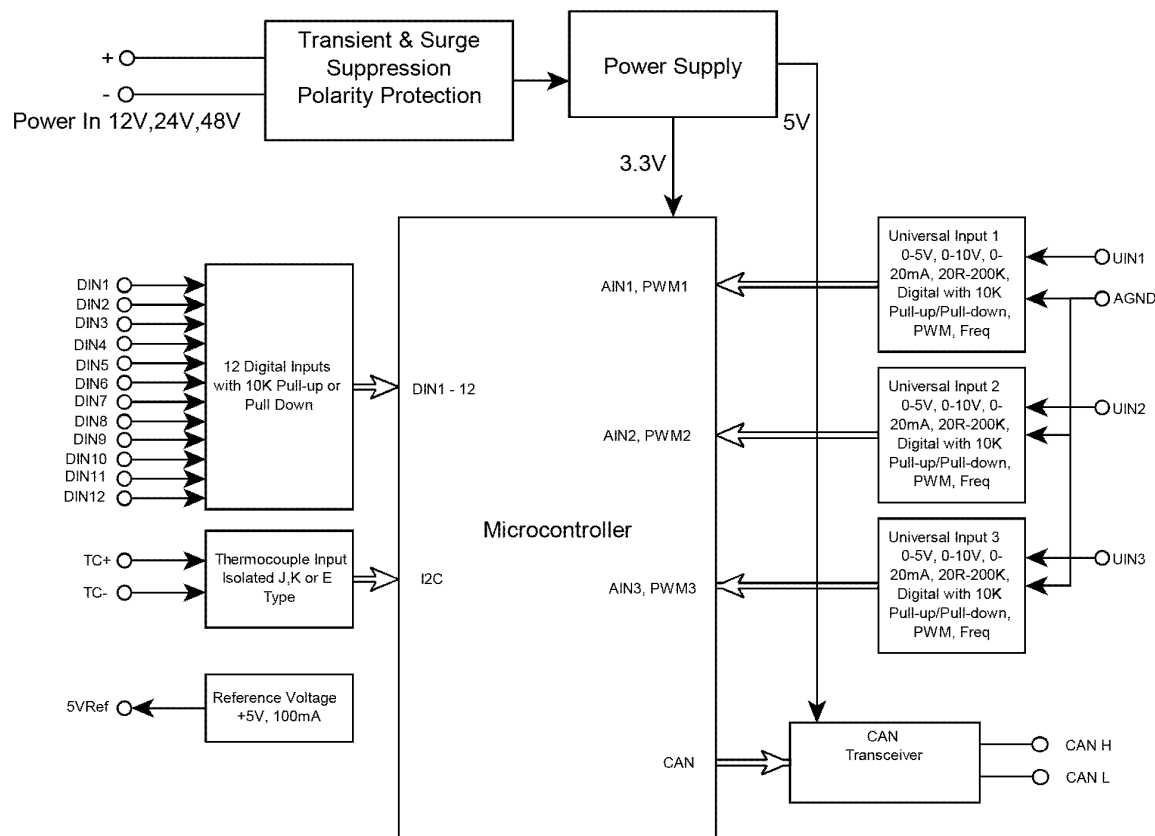 +
-
Power In 12V,24V,48V
Transient & Surge
Suppression
Polarity Protection
Power Supply
5V
3.3V
DIN1
DIN2
DIN3
DIN4
DIN5
DIN6
DIN7
DIN8
DIN9
DIN10
DIN11
DIN12
12 Digital Inputs
with 10K Pull-up or
Pull Down
DIN1 - 12
TC+
TC-
Thermocouple Input
Isolated J,K or E
Type
I2C
5VRef
Reference Voltage
+5V, 100mA
Microcontroller
AIN1, PWM1
AIN2, PWM2
AIN3, PWM3
CAN
Universal Input 1
0-5V, 0-10V, 0-
20mA, 20R-200K,
Digital with 10K
Pull-up/Pull-down,
PWM, Freq
UIN1
AGND
Universal Input 2
0-5V, 0-10V, 0-
20mA, 20R-200K,
Digital with 10K
Pull-up/Pull-down,
PWM, Freq
UIN2
Universal Input 3
0-5V, 0-10V, 0-
20mA, 20R-200K,
Digital with 10K
Pull-up/Pull-down,
PWM, Freq
UIN3
CAN
Transceiver
CAN H
CAN L